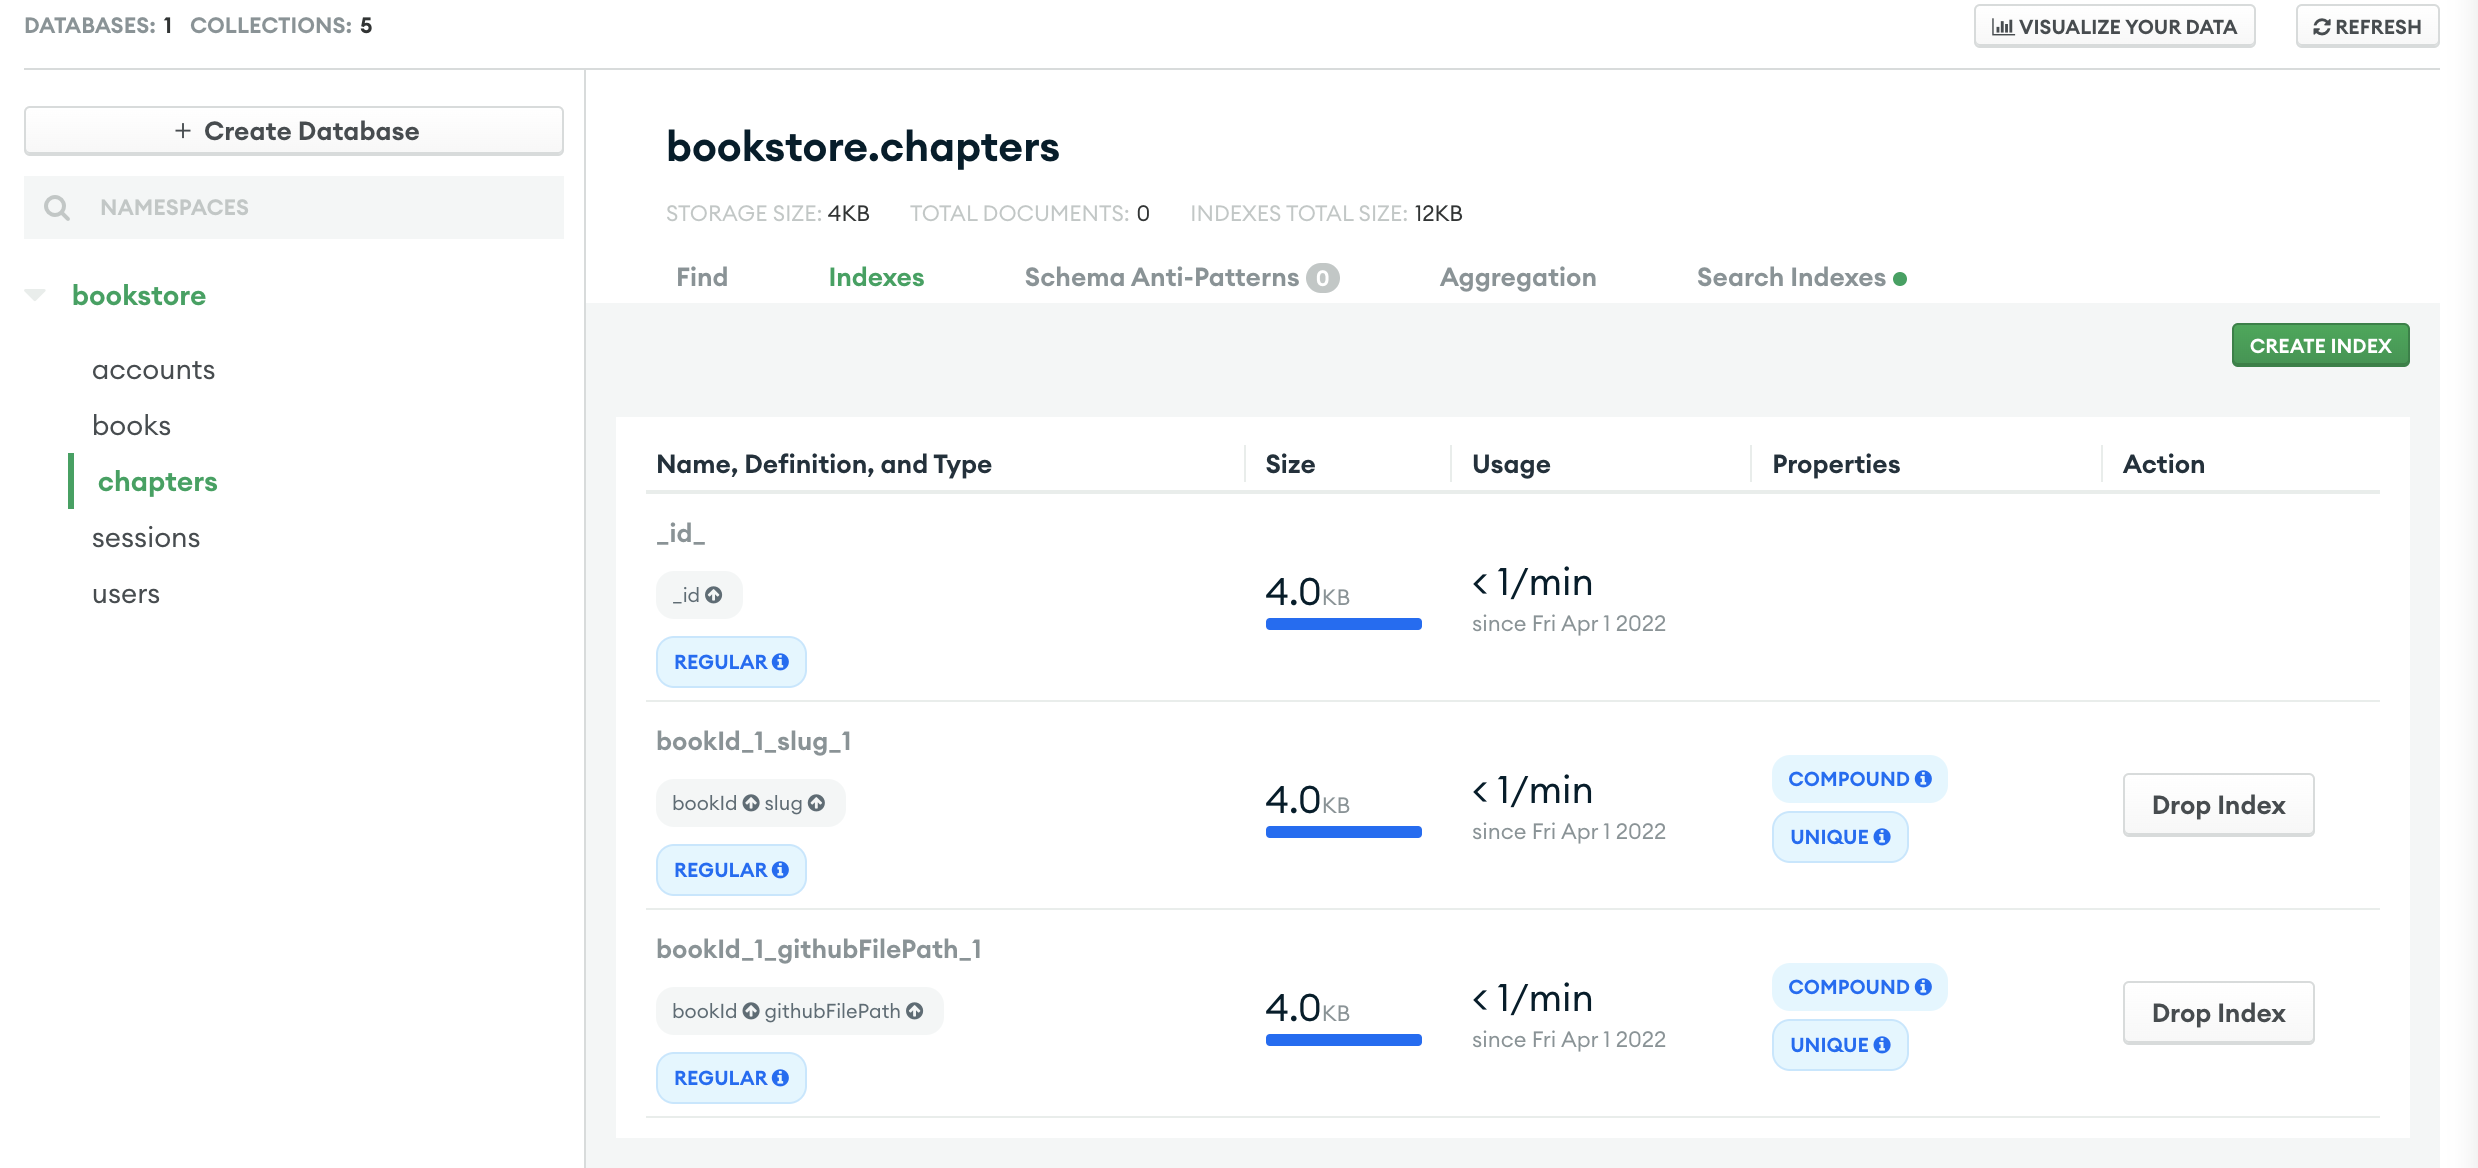 DATABASES: 1 COLLECTIONS: 5
VISUALIZE YOUR DATA
REFRESH
+ Create Database
NAMESPACES
bookstore
accounts
books
chapters
sessions
users
bookstore.chapters
STORAGE SIZE: 4KB TOTAL DOCUMENTS: 0 INDEXES TOTAL SIZE: 12KB
Find Indexes Schema Anti-Patterns 0 Aggregation Search Indexes
CREATE INDEX
Name, Definition, and Type Size Usage Properties Action
_id_
_id
REGULAR
4.0KB
< 1/min
since Fri Apr 1 2022
bookId_1_slug_1
bookId slug
REGULAR
4.0KB
< 1/min
since Fri Apr 1 2022
COMPOUND
UNIQUE
Drop Index
bookId_1_githubFilePath_1
bookId githubFilePath
REGULAR
4.0KB
< 1/min
since Fri Apr 1 2022
COMPOUND
UNIQUE
Drop Index